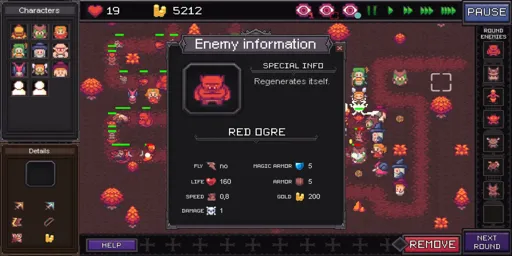 Characters
19
5212
PAUSE
Enemy information
ROUND
ENEMIES
SPECIAL INFO
Regenerates itself.
RED OGRE
FLY no
MAGIC ARMOR 5
LIFE 160
ARMOR 5
SPEED 0,8
GOLD 200
DAMAGE 1
Details
HELP
REMOVE
NEXT
ROUND